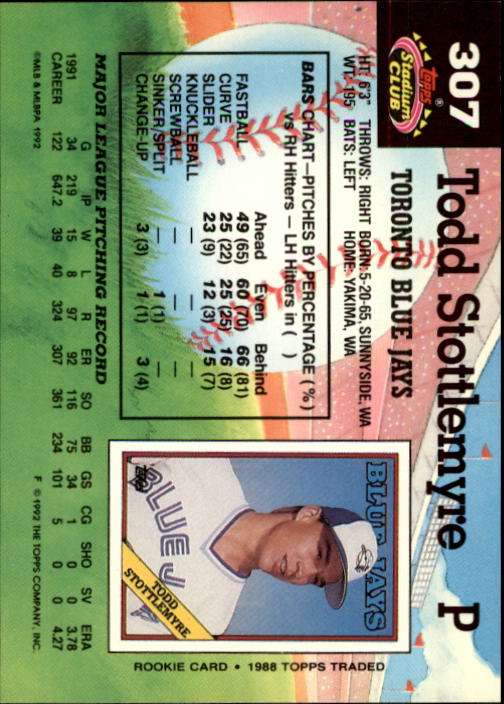 307
Topps
Stadium
CLUB
Todd Stottlemyre P
TORONTO BLUE JAYS
HT: 6'3" THROWS: RIGHT BORN: 5-20-65, SUNNYSIDE, WA
WT: 195 BATS: LEFT HOME: YAKIMA, WA
BARS CHART—PITCHES BY PERCENTAGE (%)
vs RH Hitters — LH Hitters in ( )
Ahead Even Behind
FASTBALL 49 (65) 60 (70) 66 (81)
CURVE 25 (22) 25 (25) 16 (8)
SLIDER 23 (9) 12 (3) 15 (7)
KNUCKLEBALL — — —
SCREWBALL — — —
SINKER/SPLIT — 1 (1) —
CHANGE-UP 3 (3) 1 (1) 3 (4)
MAJOR LEAGUE PITCHING RECORD
G IP W L R ER SO BB GS CG SHO SV ERA
1991 34 219 15 8 97 92 116 75 34 1 0 0 3.78
CAREER 122 647.2 39 40 324 307 361 234 101 5 0 0 4.27
©MLB & MLBPA 1992
F © 1992 THE TOPPS COMPANY, INC.
BLUE JAYS
BLUE J
Topps
TODD
STOTTLEMYRE
ROOKIE CARD • 1988 TOPPS TRADED